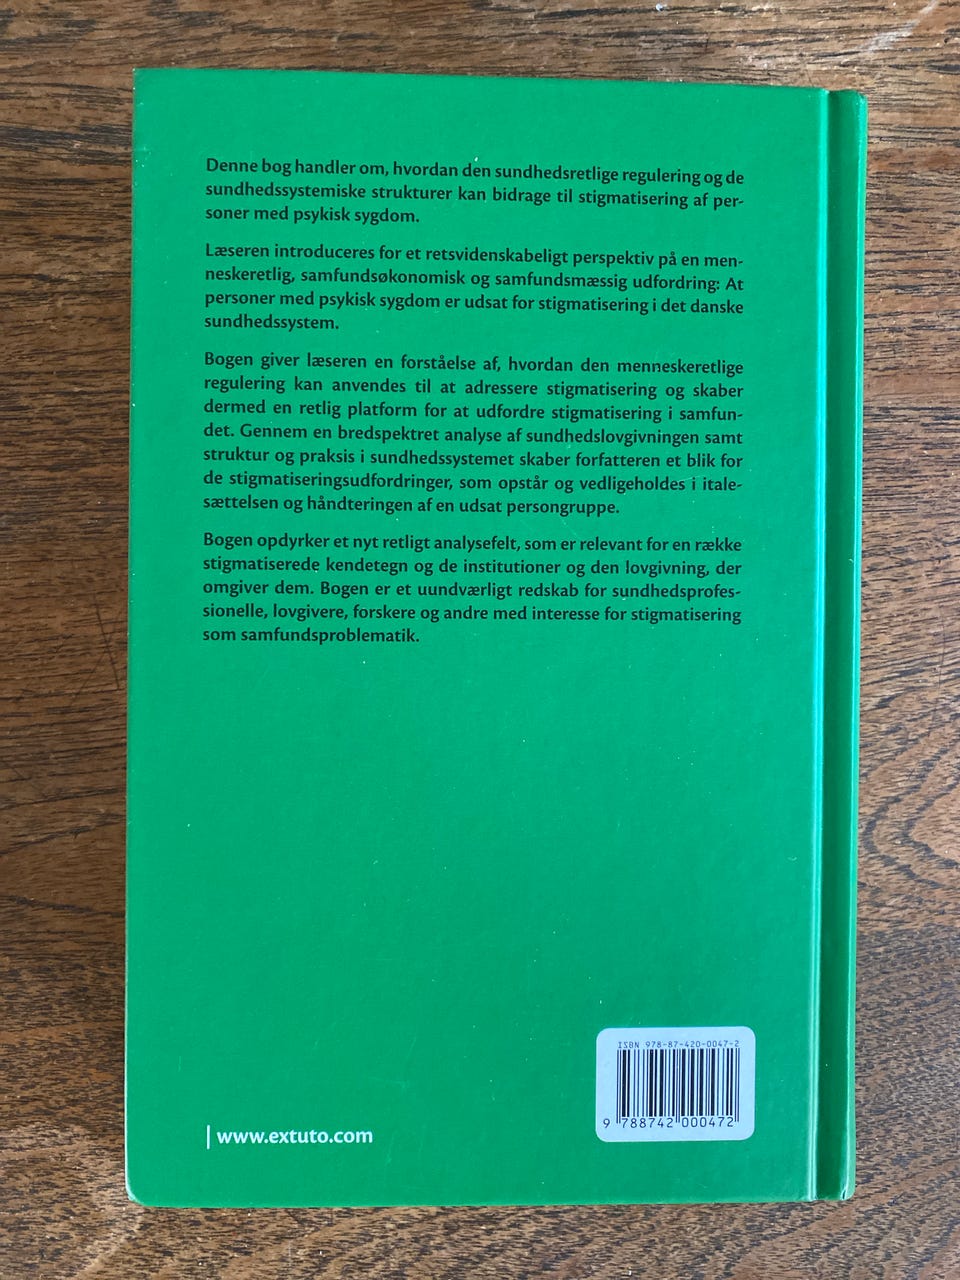 Denne bog handler om, hvordan den sundhedsretlige regulering og de
sundhedssystemiske strukturer kan bidrage til stigmatisering af per-
soner med psykisk sygdom.
Læseren introduceres for et retsvidenskabeligt perspektiv på en men-
neskeretlig, samfundsøkonomisk og samfundsmæssig udfordring: At
personer med psykisk sygdom er udsat for stigmatisering i det danske
sundhedssystem.
Bogen giver læseren en forståelse af, hvordan den menneskeretlige
regulering kan anvendes til at adressere stigmatisering og skaber
dermed en retlig platform for at udfordre stigmatisering i samfun-
det. Gennem en bredspektret analyse af sundhedslovgivningen samt
struktur og praksis i sundhedssystemet skaber forfatteren et blik for
de stigmatiseringsudfordringer, som opstår og vedligeholdes i itale-
sættelsen og håndteringen af en udsat persongruppe.
Bogen opdyrker et nyt retligt analysefelt, som er relevant for en række
stigmatiserede kendetegn og de institutioner og den lovgivning, der
omgiver dem. Bogen er et uundværligt redskab for sundhedsprofes-
sionelle, lovgivere, forskere og andre med interesse for stigmatisering
som samfundsproblematik.
ISBN 978-87-420-0047-2
9 788742 000472
| www.extuto.com